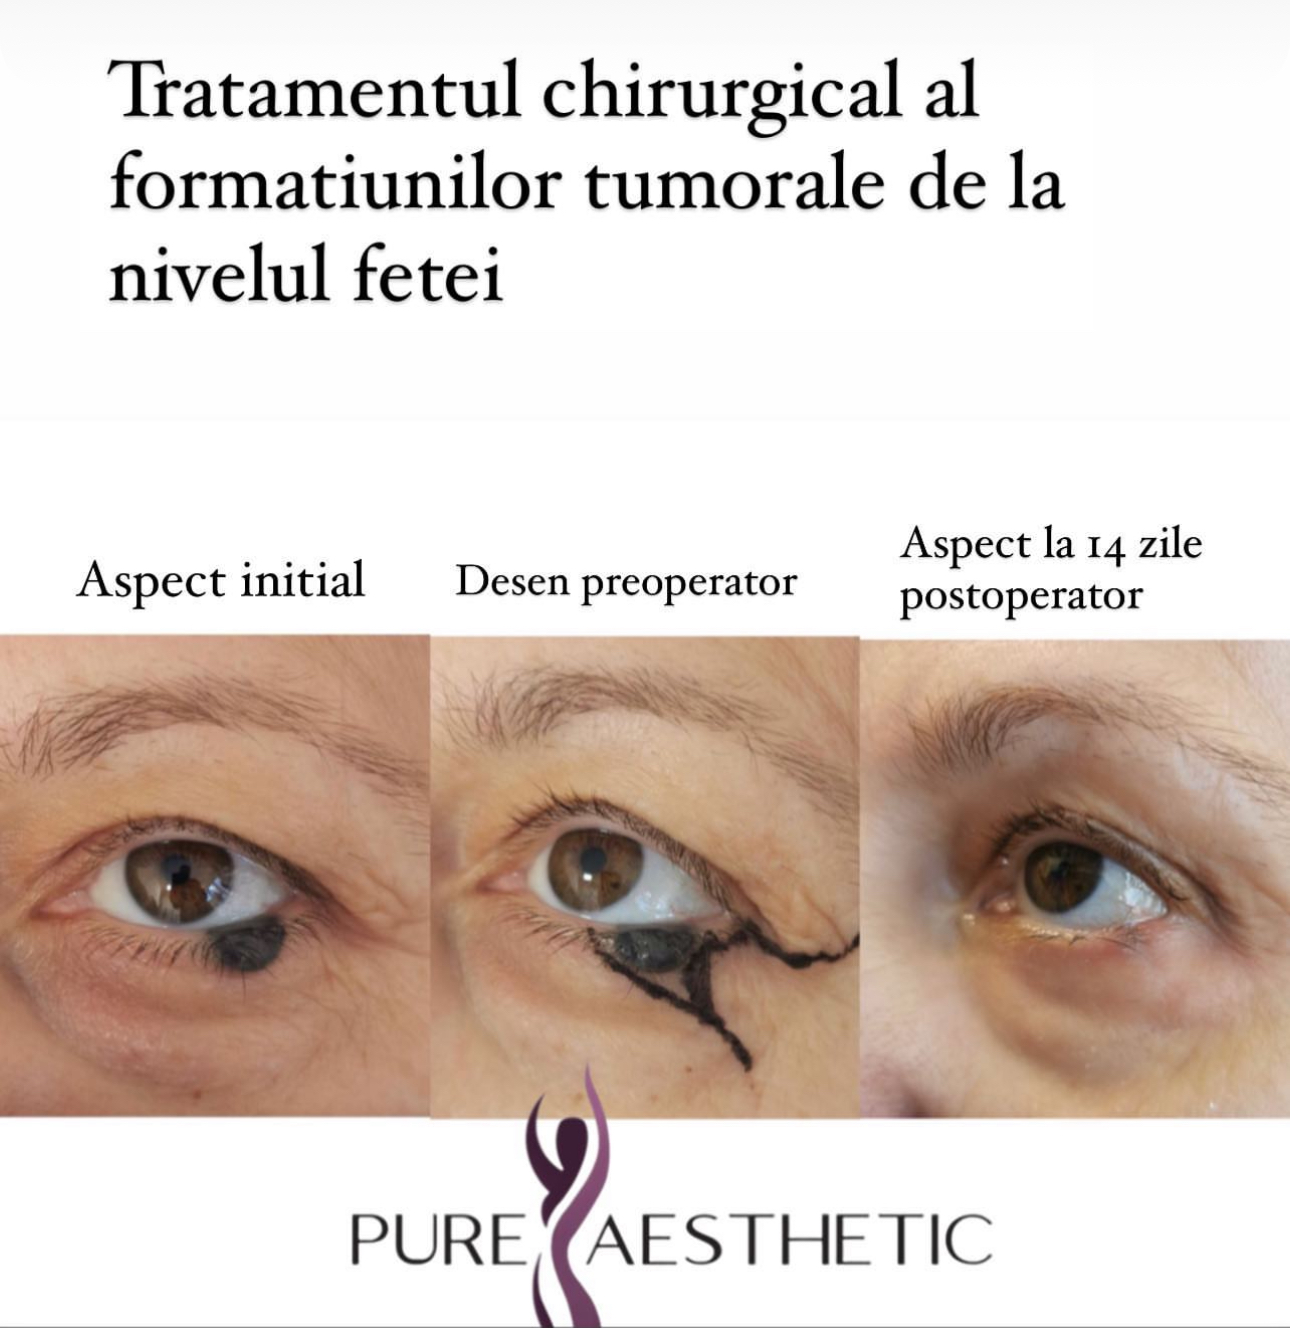 Tratamentul chirurgical al
formatiunilor tumorale de la
nivelul fetei
Aspect initial
Desen preoperator
Aspect la 14 zile
postoperator
PURE AESTHETIC